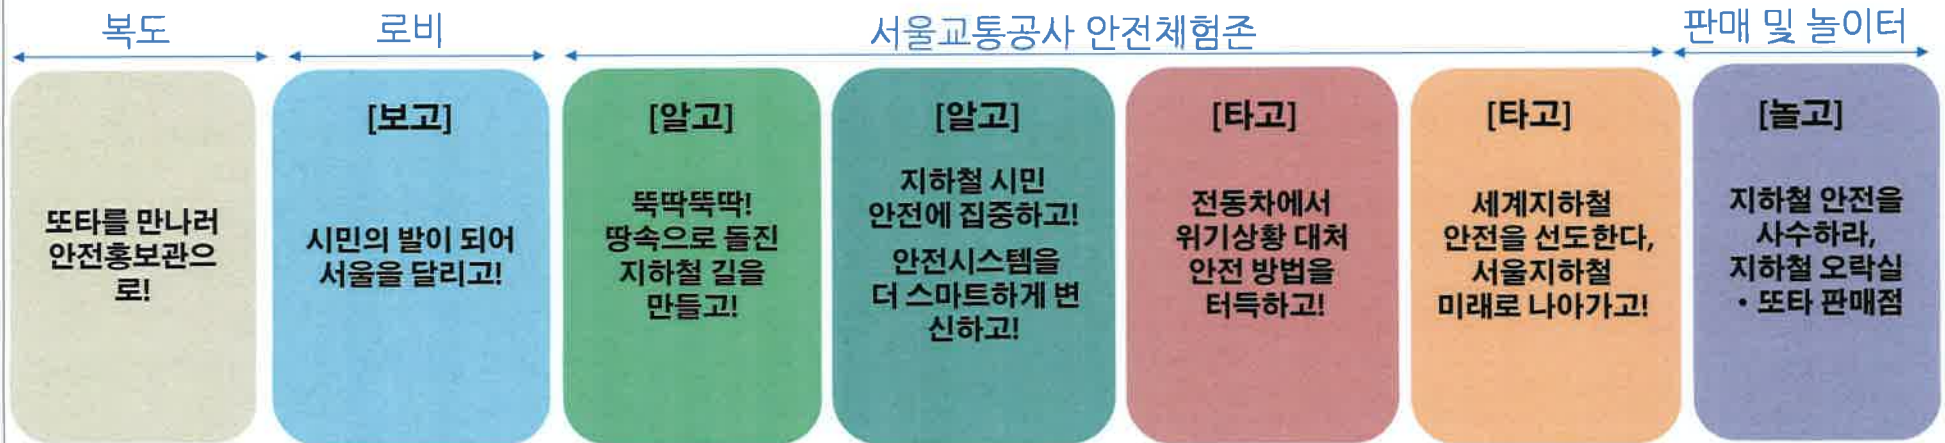 복도
로비
서울교통공사 안전체험존
판매 및 놀이터
또타를 만나러
안전홍보관으
로!
[보고]
시민의 발이 되어
서울을 달리고!
[알고]
뚝딱뚝딱!
땅속으로 돌진
지하철 길을
만들고!
[알고]
지하철 시민
안전에 집중하고!
안전시스템을
더 스마트하게 변
신하고!
[타고]
전동차에서
위기상황 대처
안전 방법을
터득하고!
[타고]
세계지하철
안전을 선도한다,
서울지하철
미래로 나아가고!
[놀고]
지하철 안전을
사수하라,
지하철 오락실
• 또타 판매점